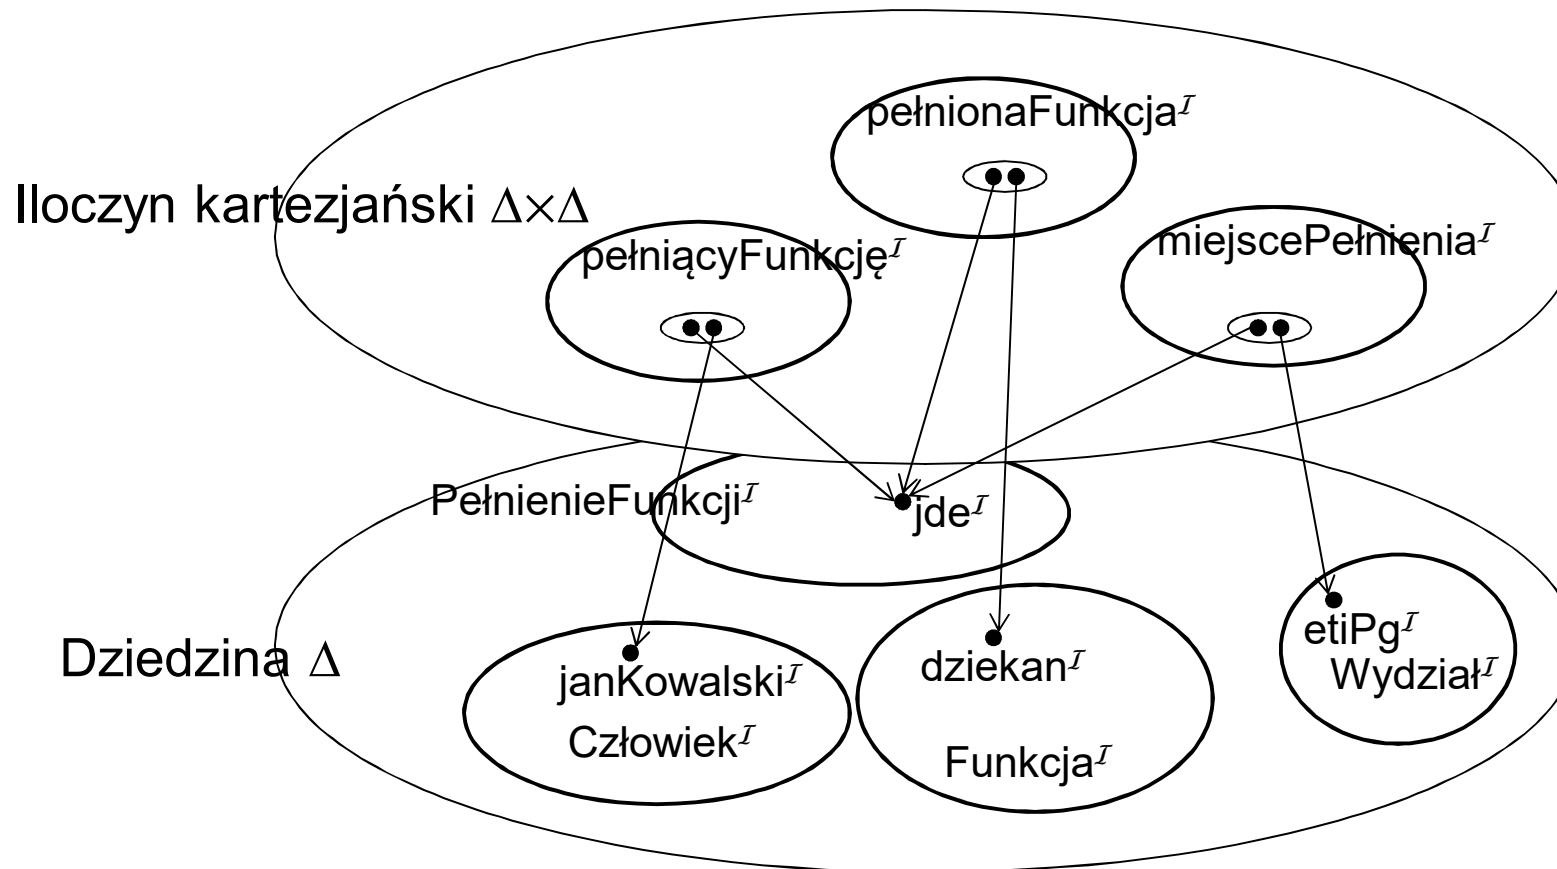 pełnionaFunkcjaᴵ
Iloczyn kartezjański Δ×Δ
pełniącyFunkcjęᴵ
miejscePełnieniaᴵ
PełnienieFunkcjiᴵ
jdeᴵ
Dziedzina Δ
janKowalskiᴵ
Człowiekᴵ
dziekanᴵ
Funkcjaᴵ
etiPgᴵ
Wydziałᴵ